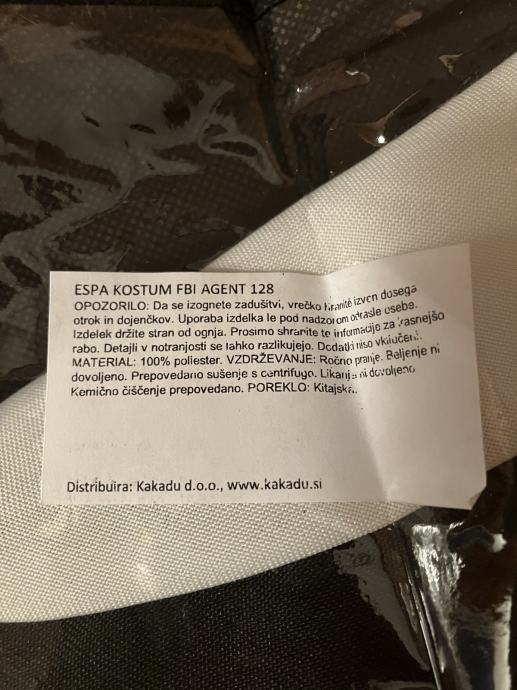 ESPA KOSTUM FBI AGENT 128
OPOZORILO: Da se izognete zadušitvi, vrečko hranite izven dosega
otrok in dojenčkov. Uporaba izdelka le pod nadzorom odrasle osebe.
Izdelek držite stran od ognja. Prosimo shranite te informacije za kasnejšo
rabo. Detajli v notranjosti se lahko razlikujejo. Dodatki niso vključeni.
MATERIAL: 100% poliester. VZDRŽEVANJE: Ročno pranje. Beljenje ni
dovoljeno. Prepovedano sušenje s centrifugo. Likanje ni dovoljeno.
Kemično čiščenje prepovedano. POREKLO: Kitajska.
Distribuira: Kakadu d.o.o., www.kakadu.si